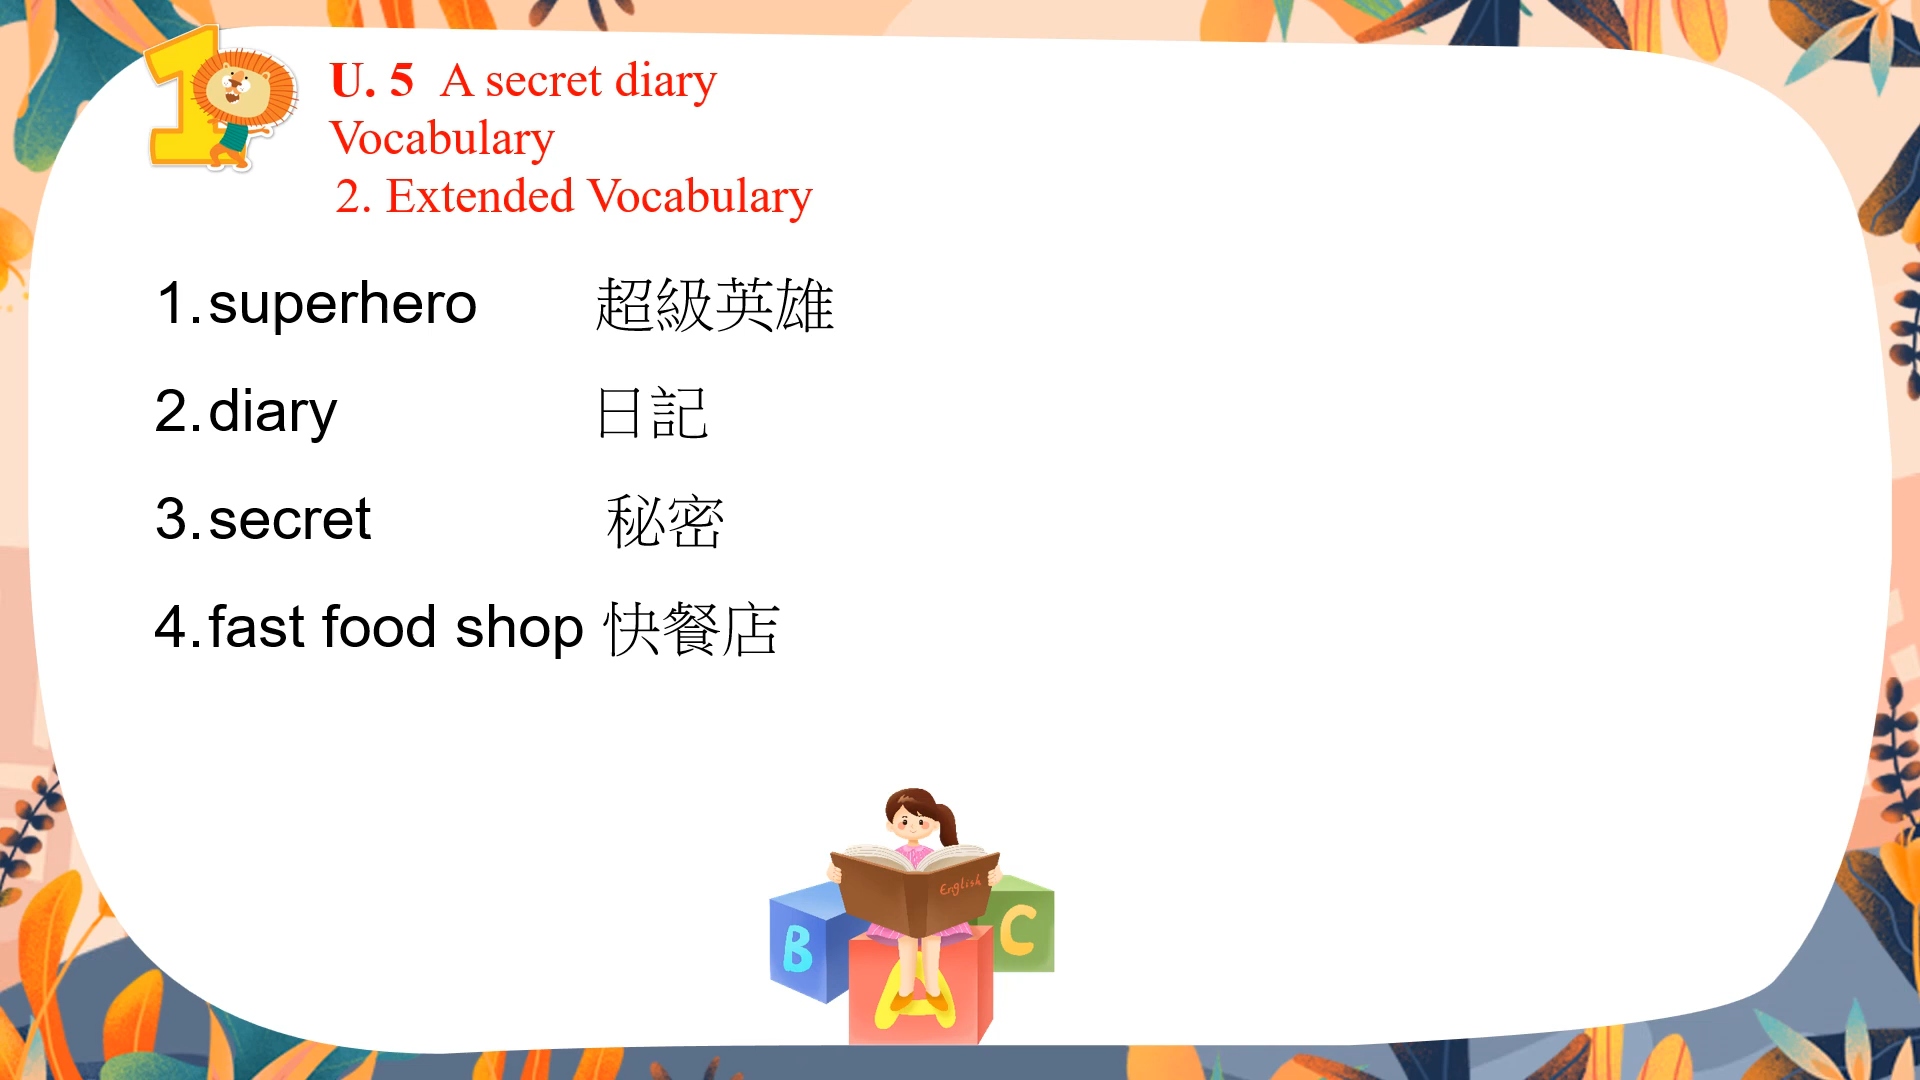 1
U. 5 A secret diary
Vocabulary
2. Extended Vocabulary
1. superhero 超級英雄
2. diary 日記
3. secret 秘密
4. fast food shop 快餐店
English
B
C
A